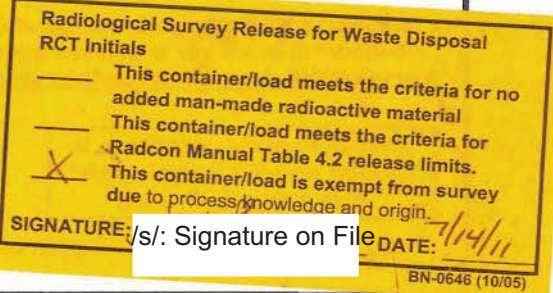 Radiological Survey Release for Waste Disposal
RCT Initials
This container/load meets the criteria for no
added man-made radioactive material
This container/load meets the criteria for
Radcon Manual Table 4.2 release limits.
X This container/load is exempt from survey
due to process knowledge and origin.
SIGNATURE: /s/: Signature on File DATE: 7/14/11
BN-0646 (10/05)